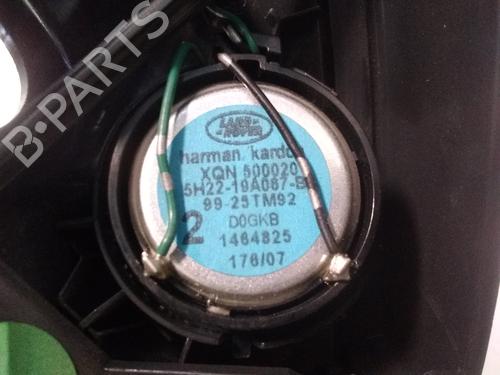 B-PARTS
LAND
ROVER
harman kardon
XQN 500020
5H22-19A067-B
99-25TM92
2
D0GKB
1464825
176/07